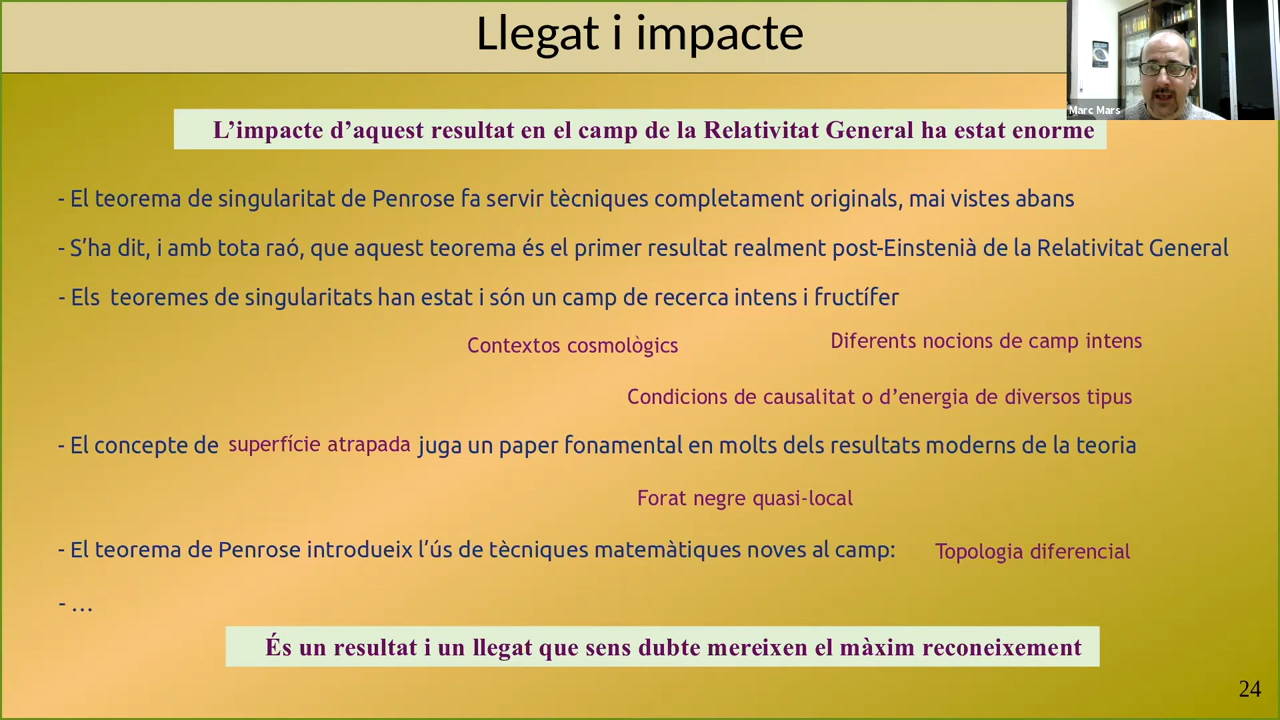 Llegat i impacte
Marc Mars
L’impacte d’aquest resultat en el camp de la Relativitat General ha estat enorme
- El teorema de singularitat de Penrose fa servir tècniques completament originals, mai vistes abans
- S’ha dit, i amb tota raó, que aquest teorema és el primer resultat realment post-Einstenià de la Relativitat General
- Els teoremes de singularitats han estat i són un camp de recerca intens i fructífer
Contextos cosmològics
Diferents nocions de camp intens
Condicions de causalitat o d’energia de diversos tipus
- El concepte de superfície atrapada juga un paper fonamental en molts dels resultats moderns de la teoria
Forat negre quasi-local
- El teorema de Penrose introdueix l’ús de tècniques matemàtiques noves al camp: Topologia diferencial
- ...
És un resultat i un llegat que sens dubte mereixen el màxim reconeixement
24